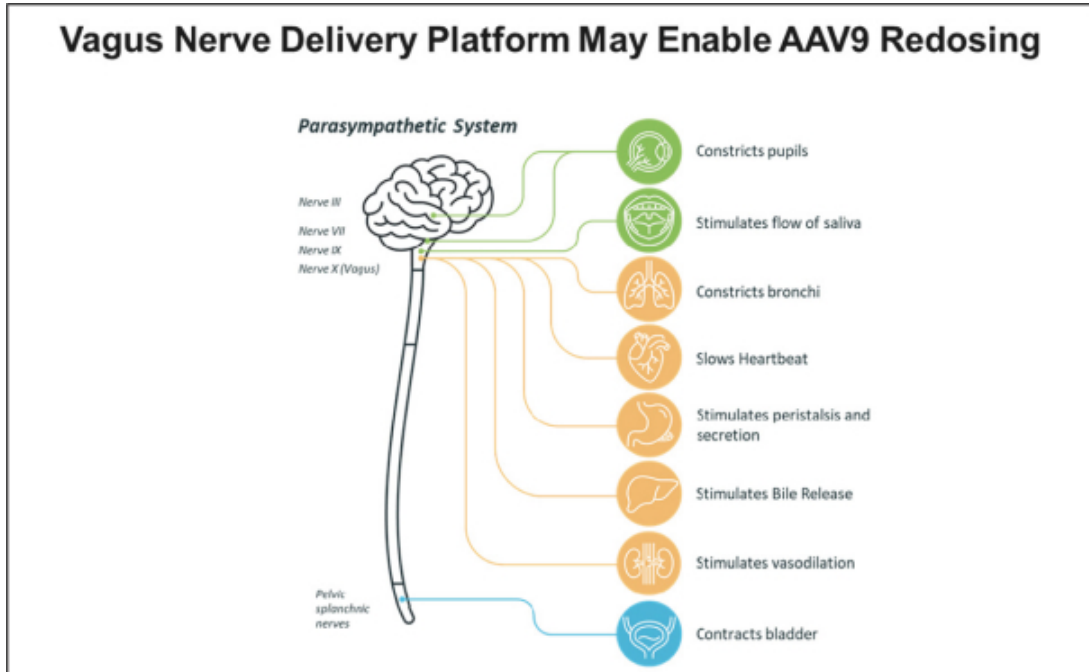 Vagus Nerve Delivery Platform May Enable AAV9 Redosing
Parasympathetic System
Nerve III
Nerve VII
Nerve IX
Nerve X (Vagus)
Pelvic
splanchnic
nerves
Constricts pupils
Stimulates flow of saliva
Constricts bronchi
Slows Heartbeat
Stimulates peristalsis and
secretion
Stimulates Bile Release
Stimulates vasodilation
Contracts bladder